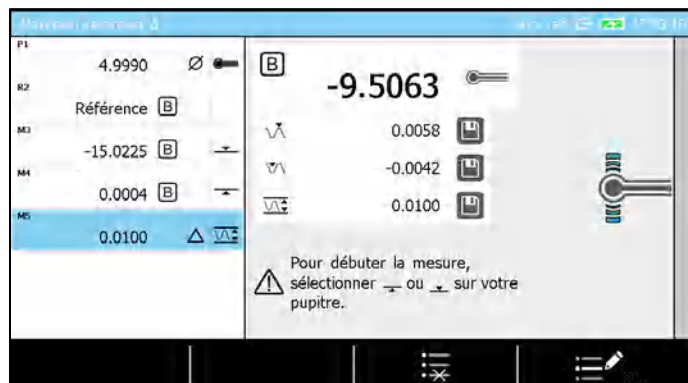 P1
4.9990
R2
Référence B
M3
-15.0225 B
M4
0.0004 B
M5
0.0100
B
-9.5063
0.0058
-0.0042
0.0100
Pour débuter la mesure,
sélectionner ou sur votre
pupitre.